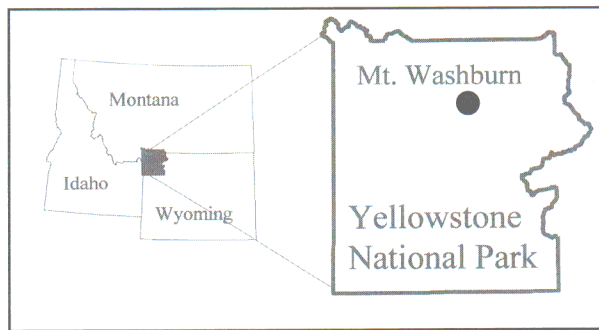 Montana
Idaho
Wyoming
Mt. Washburn
Yellowstone
National Park